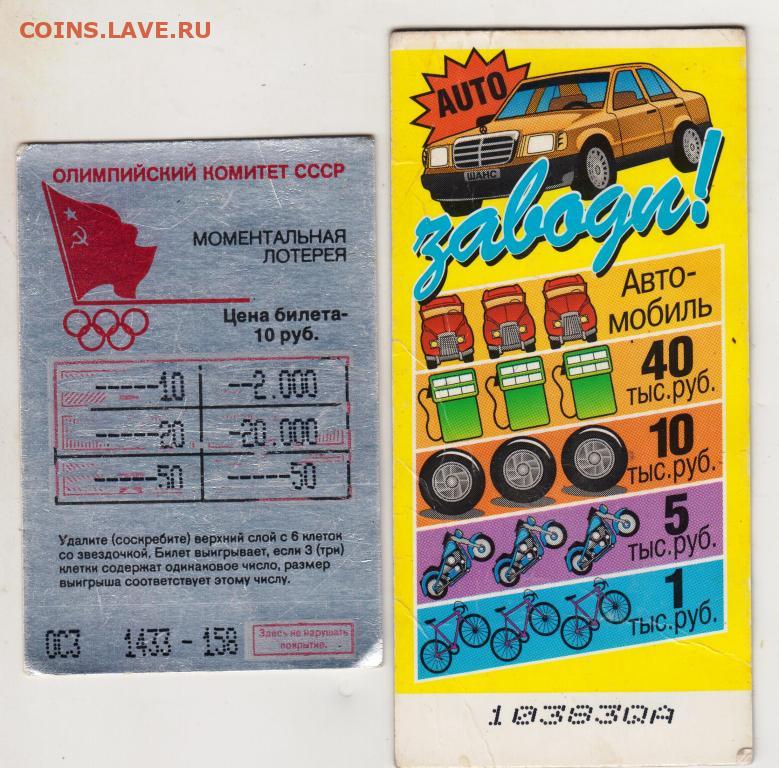 COINS.LAVE.RU
ОЛИМПИЙСКИЙ КОМИТЕТ СССР
МОМЕНТАЛЬНАЯ
ЛОТЕРЕЯ
Цена билета-
10 руб.
------10 --2.000
------20 -20.000
------50 ------50
Удалите (соскребите) верхний слой с 6 клеток
со звездочкой. Билет выигрывает, если 3 (три)
клетки содержат одинаковое число, размер
выигрыша соответствует этому числу.
ОС3 1433 - 158
Здесь не нарушать
покрытие.
AUTO
ШАНС
заводи!
Авто-
мобиль
40
тыс.руб.
10
тыс.руб.
5
тыс.руб.
1
тыс.руб.
103830A